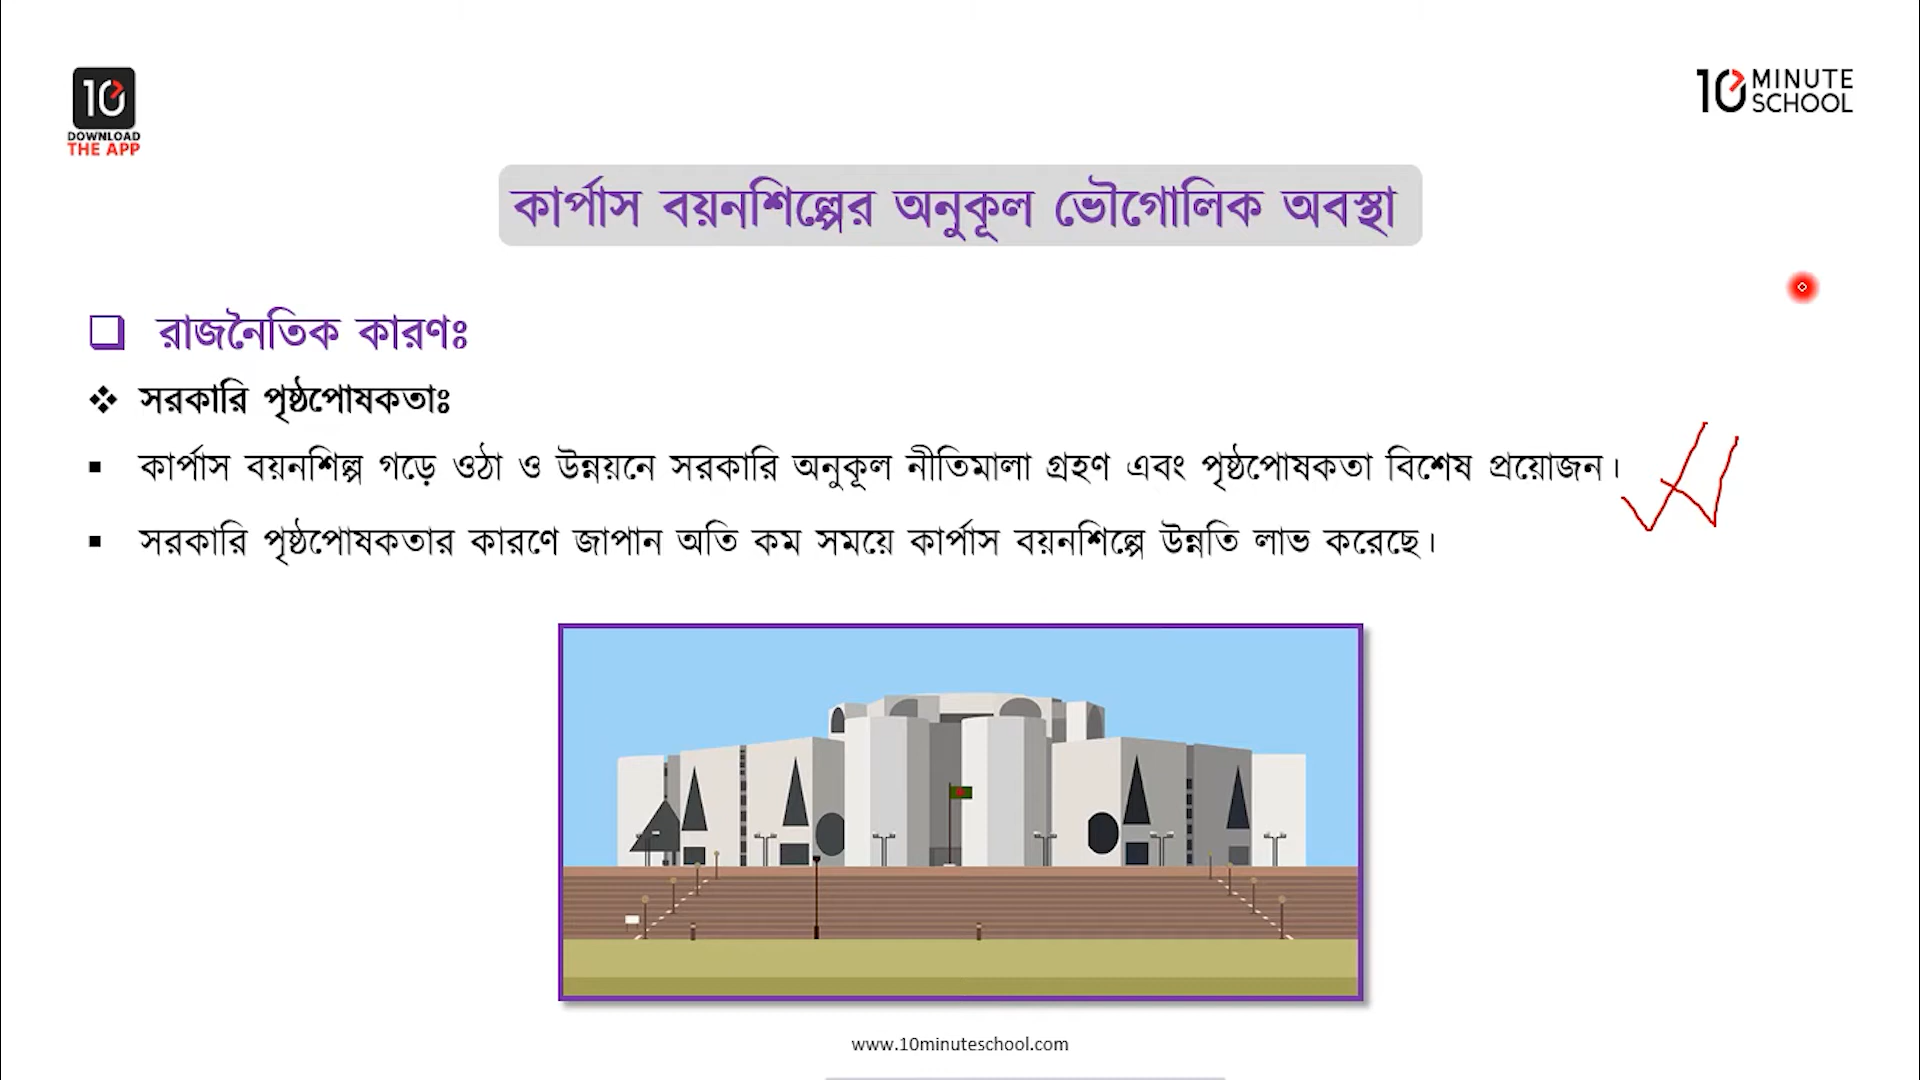 10
DOWNLOAD
THE APP
10 MINUTE
SCHOOL
কার্পাস বয়নশিল্পের অনুকূল ভৌগোলিক অবস্থা
রাজনৈতিক কারণঃ
সরকারি পৃষ্ঠপোষকতাঃ
কার্পাস বয়নশিল্প গড়ে ওঠা ও উন্নয়নে সরকারি অনুকূল নীতিমালা গ্রহণ এবং পৃষ্ঠপোষকতা বিশেষ প্রয়োজন।
সরকারি পৃষ্ঠপোষকতার কারণে জাপান অতি কম সময়ে কার্পাস বয়নশিল্পে উন্নতি লাভ করেছে।
www.10minuteschool.com